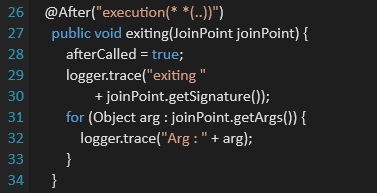 26 @After("execution(* *(..))")
27 public void exiting(JoinPoint joinPoint) {
28 afterCalled = true;
29 logger.trace("exiting "
30 + joinPoint.getSignature());
31 for (Object arg : joinPoint.getArgs()) {
32 logger.trace("Arg : " + arg);
33 }
34 }